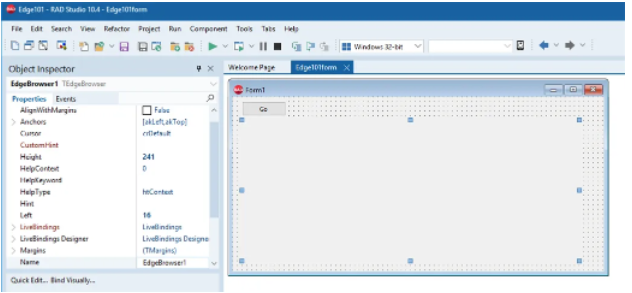 Edge101 - RAD Studio 10.4 - Edge101form
File Edit Search View Refactor Project Run Component Tools Tabs Help
Windows 32-bit
Object Inspector
EdgeBrowser1 TEdgeBrowser
Properties Events
AlignWithMargins False
Anchors [akLeft,akTop]
Cursor crDefault
CustomHint
Height 241
HelpContext 0
HelpKeyword
HelpType htContext
Hint
Left 16
LiveBindings LiveBindings
LiveBindings Designer LiveBindings Designe
Margins (TMargins)
Name EdgeBrowser1
Quick Edit... Bind Visually...
Welcome Page Edge101form
Form1
Go